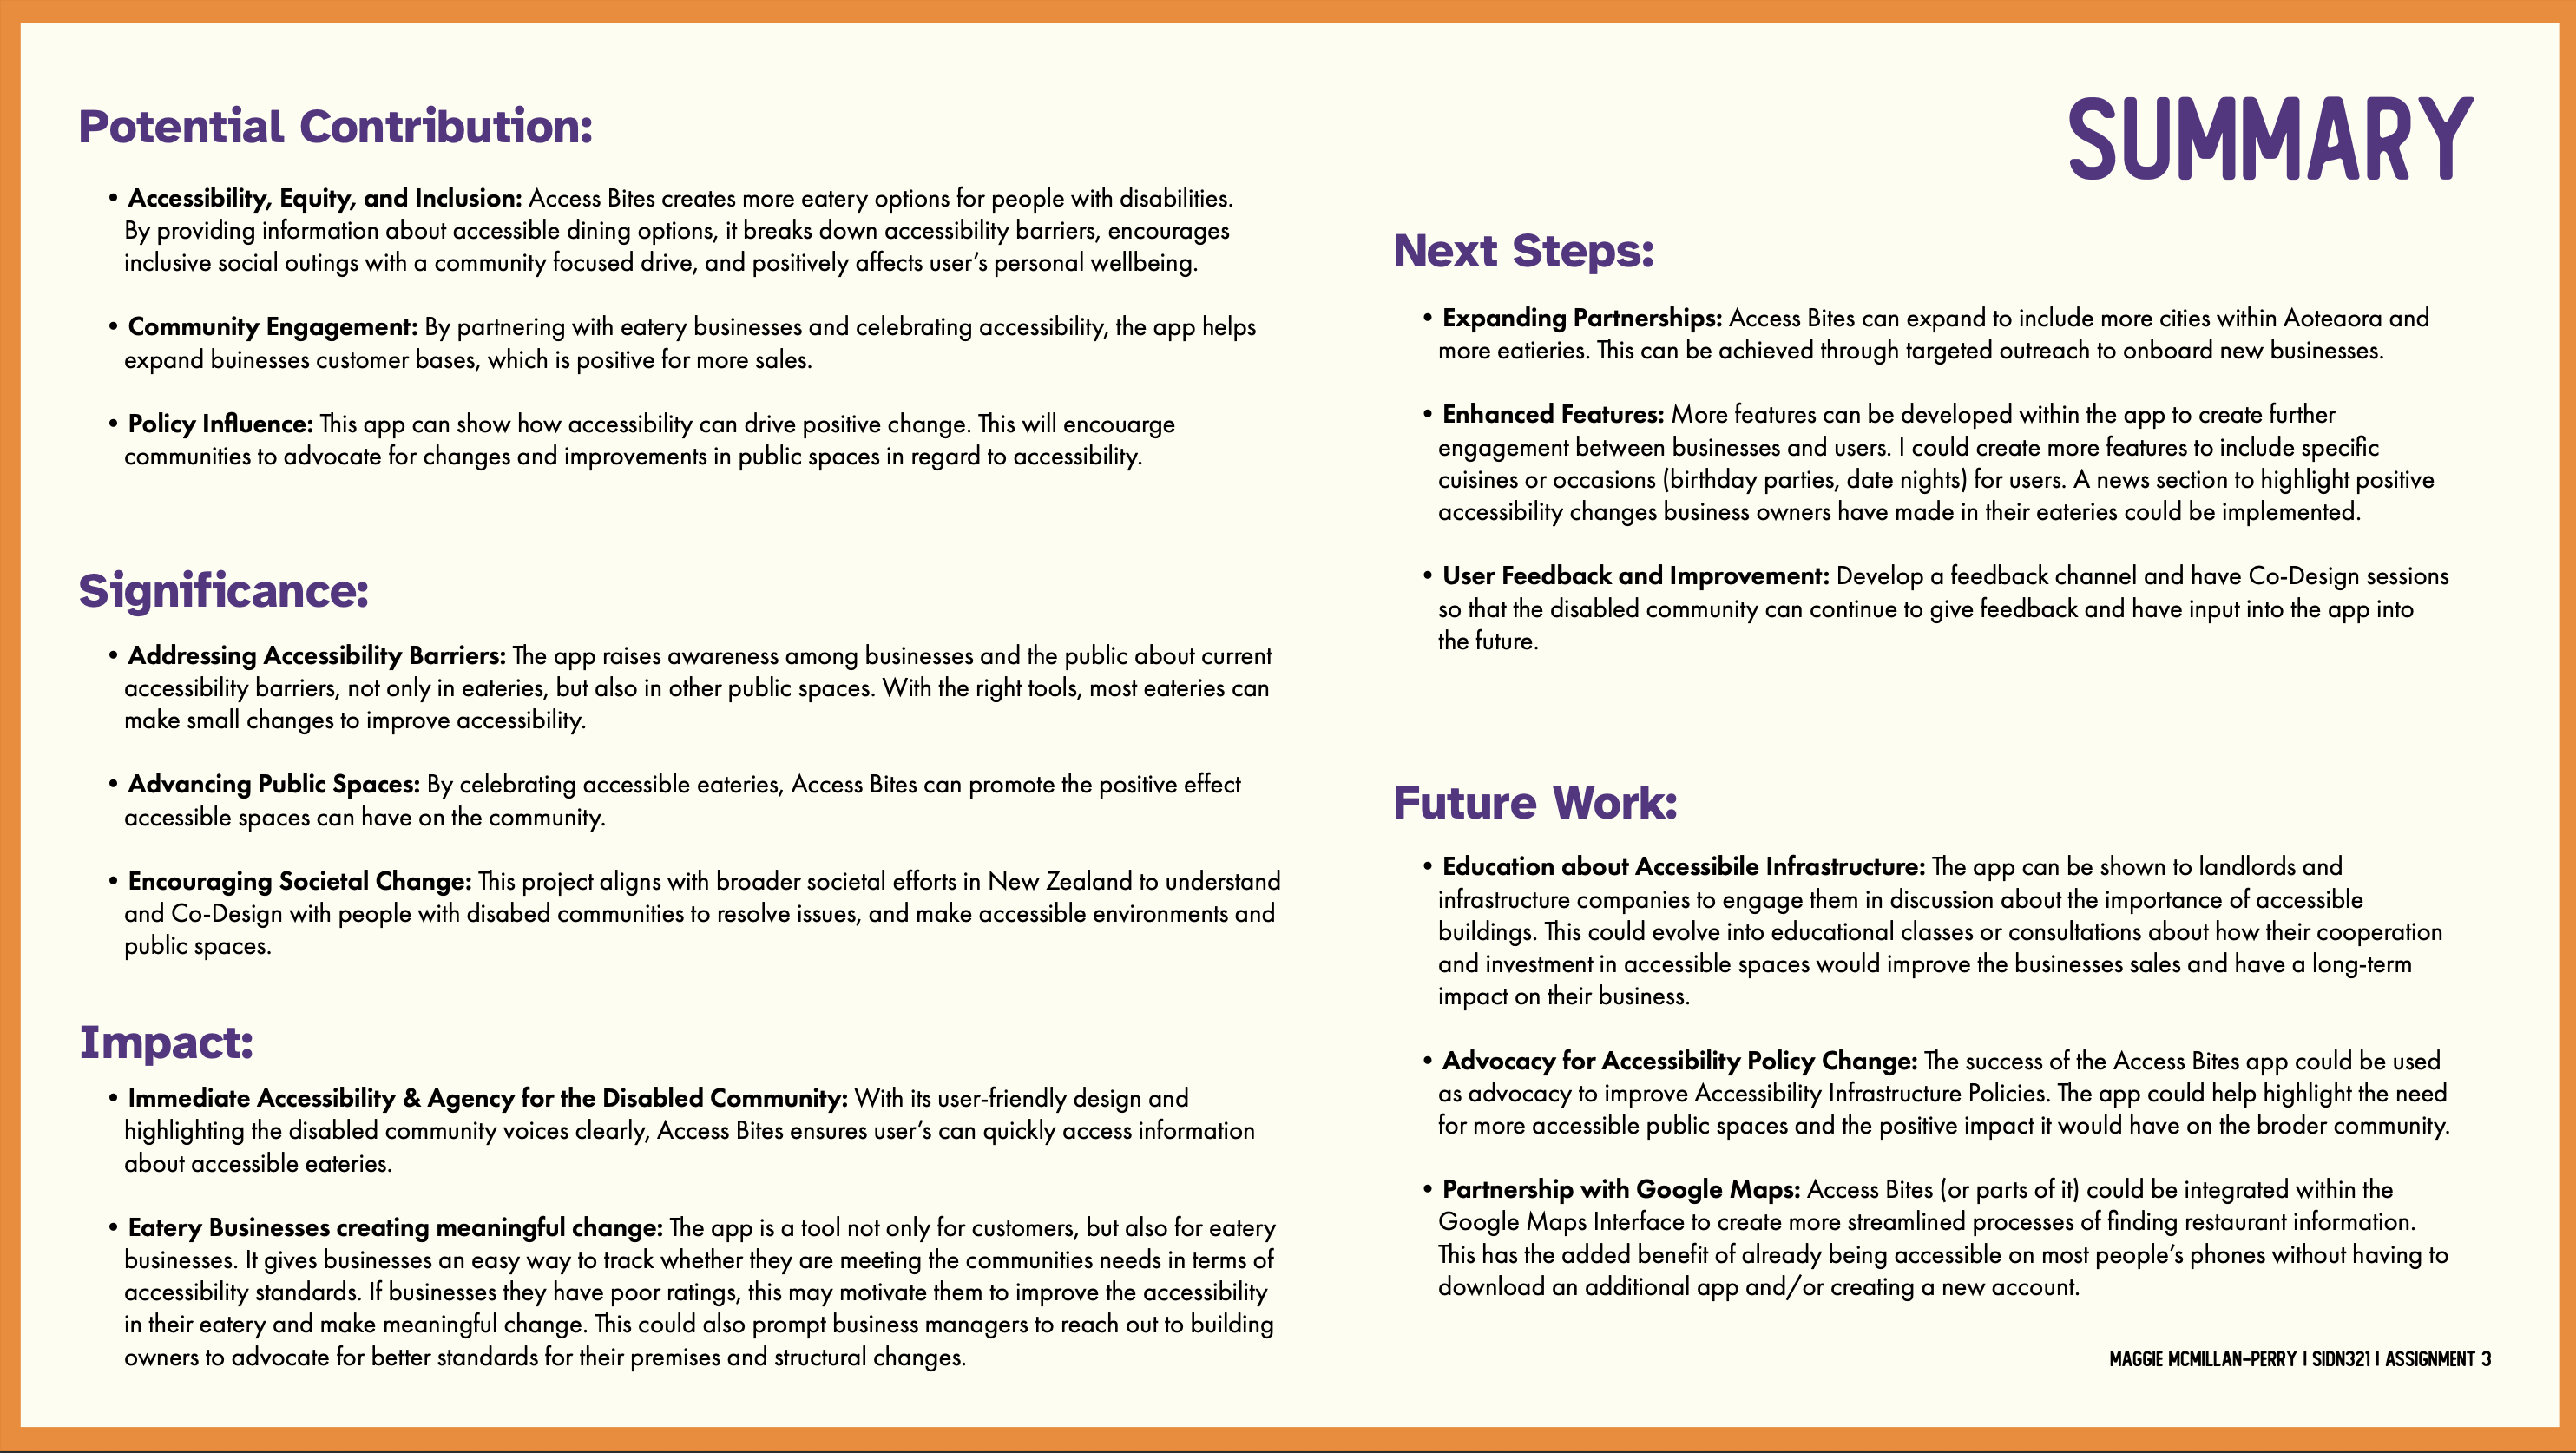 Potential Contribution:
• Accessibility, Equity, and Inclusion: Access Bites creates more eatery options for people with disabilities.
By providing information about accessible dining options, it breaks down accessibility barriers, encourages
inclusive social outings with a community focused drive, and positively affects user's personal wellbeing.
• Community Engagement: By partnering with eatery businesses and celebrating accessibility, the app helps
expand buinesses customer bases, which is positive for more sales.
• Policy Influence: This app can show how accessibility can drive positive change. This will encouarge
communities to advocate for changes and improvements in public spaces in regard to accessibility.
Significance:
• Addressing Accessibility Barriers: The app raises awareness among businesses and the public about current
accessibility barriers, not only in eateries, but also in other public spaces. With the right tools, most eateries can
make small changes to improve accessibility.
• Advancing Public Spaces: By celebrating accessible eateries, Access Bites can promote the positive effect
accessible spaces can have on the community.
• Encouraging Societal Change: This project aligns with broader societal efforts in New Zealand to understand
and Co-Design with people with disabed communities to resolve issues, and make accessible environments and
public spaces.
Impact:
• Immediate Accessibility & Agency for the Disabled Community: With its user-friendly design and
highlighting the disabled community voices clearly, Access Bites ensures user's can quickly access information
about accessible eateries.
• Eatery Businesses creating meaningful change: The app is a tool not only for customers, but also for eatery
businesses. It gives businesses an easy way to track whether they are meeting the communities needs in terms of
accessibility standards. If businesses they have poor ratings, this may motivate them to improve the accessibility
in their eatery and make meaningful change. This could also prompt business managers to reach out to building
owners to advocate for better standards for their premises and structural changes.
SUMMARY
Next Steps:
• Expanding Partnerships: Access Bites can expand to include more cities within Aoteaora and
more eatieries. This can be achieved through targeted outreach to onboard new businesses.
• Enhanced Features: More features can be developed within the app to create further
engagement between businesses and users. I could create more features to include specific
cuisines or occasions (birthday parties, date nights) for users. A news section to highlight positive
accessibility changes business owners have made in their eateries could be implemented.
• User Feedback and Improvement: Develop a feedback channel and have Co-Design sessions
so that the disabled community can continue to give feedback and have input into the app into
the future.
Future Work:
• Education about Accessibile Infrastructure: The app can be shown to landlords and
infrastructure companies to engage them in discussion about the importance of accessible
buildings. This could evolve into educational classes or consultations about how their cooperation
and investment in accessible spaces would improve the businesses sales and have a long-term
impact on their business.
• Advocacy for Accessibility Policy Change: The success of the Access Bites app could be used
as advocacy to improve Accessibility Infrastructure Policies. The app could help highlight the need
for more accessible public spaces and the positive impact it would have on the broder community.
• Partnership with Google Maps: Access Bites (or parts of it) could be integrated within the
Google Maps Interface to create more streamlined processes of finding restaurant information.
This has the added benefit of already being accessible on most people's phones without having to
download an additional app and/or creating a new account.
MAGGIE MCMILLAN-PERRY | SIDN321 | ASSIGNMENT 3